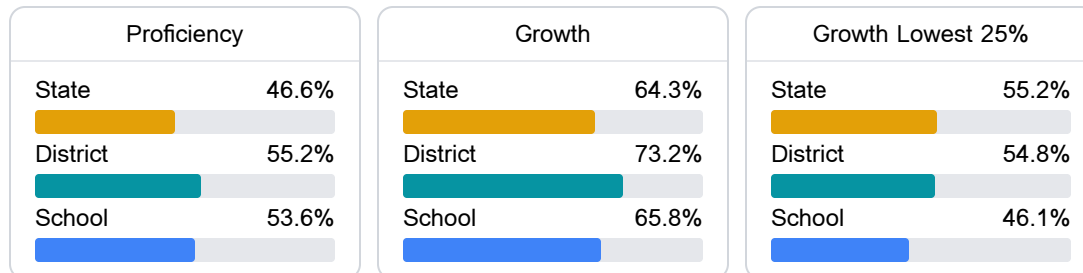 Proficiency
State 46.6%
District 55.2%
School 53.6%
Growth
State 64.3%
District 73.2%
School 65.8%
Growth Lowest 25%
State 55.2%
District 54.8%
School 46.1%